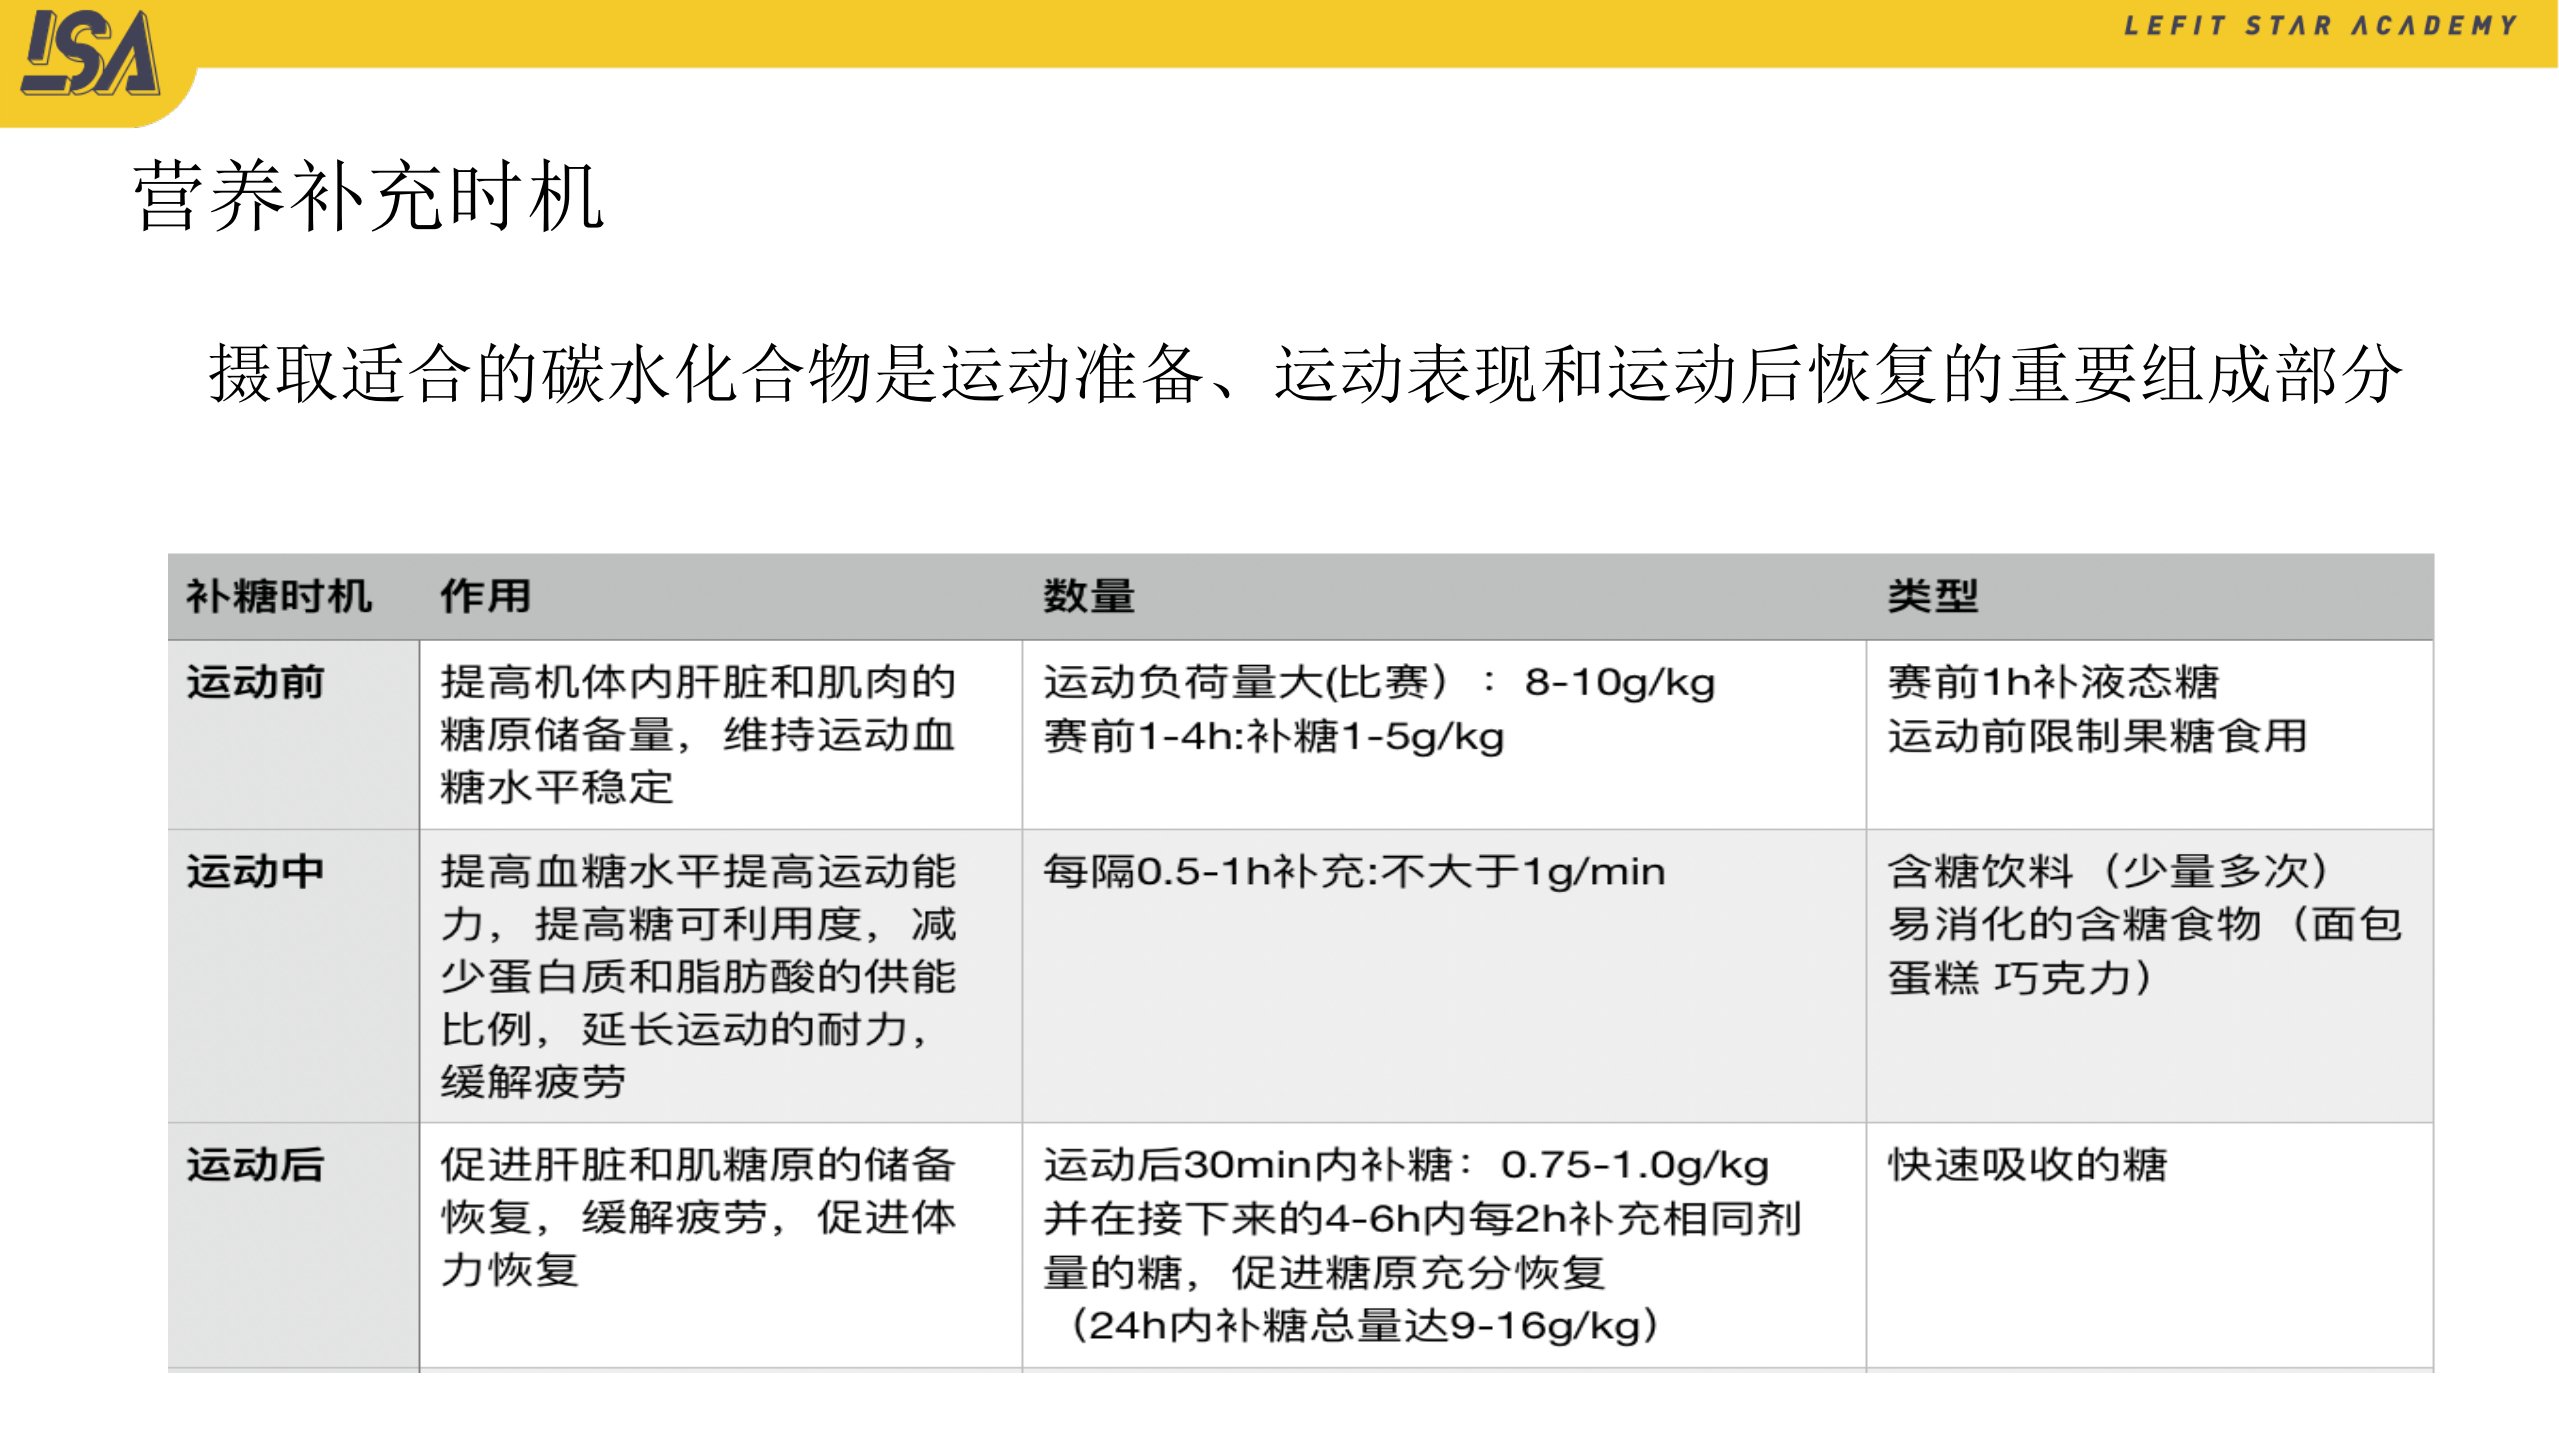 LSA
LEFIT STAR ACADEMY
营养补充时机
摄取适合的碳水化合物是运动准备、运动表现和运动后恢复的重要组成部分
补糖时机 作用 数量 类型
运动前
提高机体内肝脏和肌肉的
糖原储备量，维持运动血
糖水平稳定
运动负荷量大(比赛）：8-10g/kg
赛前1-4h:补糖1-5g/kg
赛前1h补液态糖
运动前限制果糖食用
运动中
提高血糖水平提高运动能
力，提高糖可利用度，减
少蛋白质和脂肪酸的供能
比例，延长运动的耐力，
缓解疲劳
每隔0.5-1h补充:不大于1g/min
含糖饮料（少量多次）
易消化的含糖食物（面包
蛋糕 巧克力）
运动后
促进肝脏和肌糖原的储备
恢复，缓解疲劳，促进体
力恢复
运动后30min内补糖：0.75-1.0g/kg
并在接下来的4-6h内每2h补充相同剂
量的糖，促进糖原充分恢复
（24h内补糖总量达9-16g/kg）
快速吸收的糖